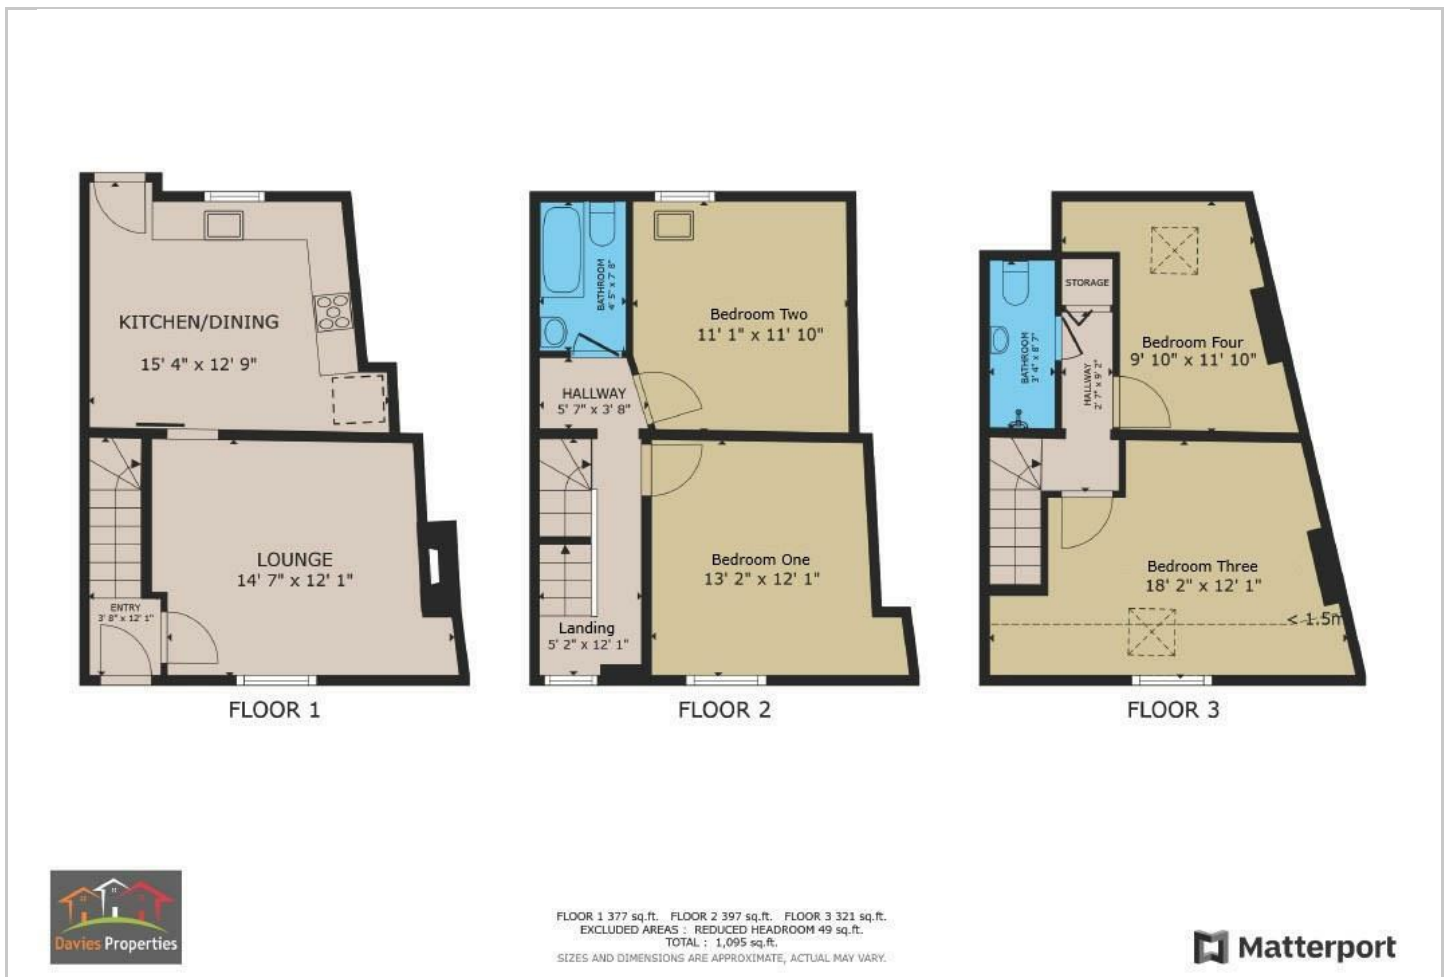 KITCHEN/DINING
15' 4" x 12' 9"
LOUNGE
14' 7" x 12' 1"
ENTRY
3' 8" x 12' 1"
FLOOR 1
BATHROOM
4' 5" x 7' 8"
Bedroom Two
11' 1" x 11' 10"
HALLWAY
5' 7" x 3' 8"
Bedroom One
13' 2" x 12' 1"
Landing
5' 2" x 12' 1"
FLOOR 2
STORAGE
BATHROOM
3' 4" x 8' 7"
HALLWAY
2' 7" x 9' 2"
Bedroom Four
9' 10" x 11' 10"
Bedroom Three
18' 2" x 12' 1"
< 1.5m
FLOOR 3
Davies Properties
FLOOR 1 377 sq.ft. FLOOR 2 397 sq.ft. FLOOR 3 321 sq.ft.
EXCLUDED AREAS : REDUCED HEADROOM 49 sq.ft.
TOTAL : 1,095 sq.ft.
SIZES AND DIMENSIONS ARE APPROXIMATE, ACTUAL MAY VARY.
Matterport